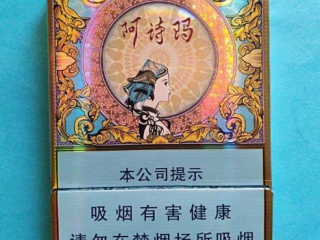 阿诗玛
本公司提示
吸烟有害健康
请勿在禁烟场所吸烟